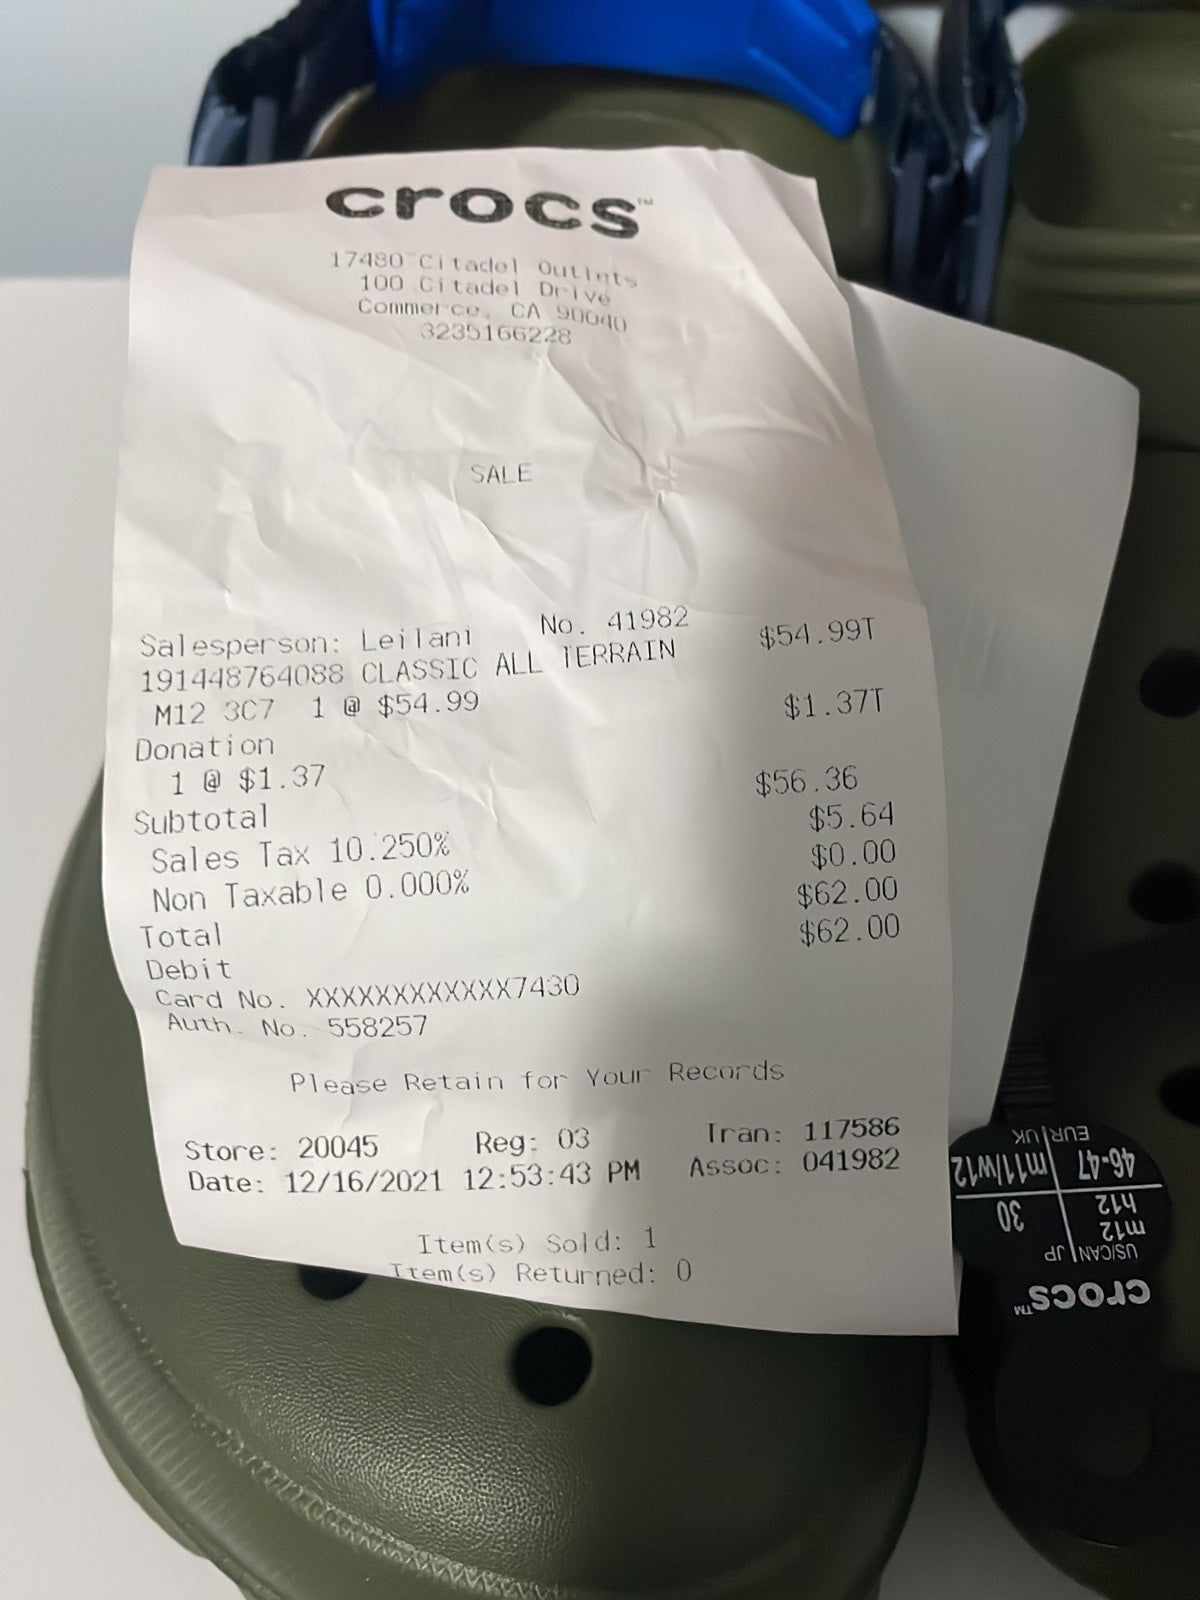 crocs™
17480 Citadel Outlets
100 Citadel Drive
Commerce, CA 90040
3235166228
SALE
Salesperson: Leilani No. 41982
191448764088 CLASSIC ALL TERRAIN $54.99T
M12 3C7 1 @ $54.99
Donation $1.37T
1 @ $1.37
Subtotal $56.36
Sales Tax 10.250% $5.64
Non Taxable 0.000% $0.00
Total $62.00
Debit $62.00
Card No. XXXXXXXXXXXX7430
Auth. No. 558257
Please Retain for Your Records
Store: 20045 Reg: 03 Tran: 117586
Date: 12/16/2021 12:53:43 PM Assoc: 041982
Item(s) Sold: 1
Item(s) Returned: 0
crocs™
US/CAN JP
m12 30
h12
46-47 m11/w12
EUR UK